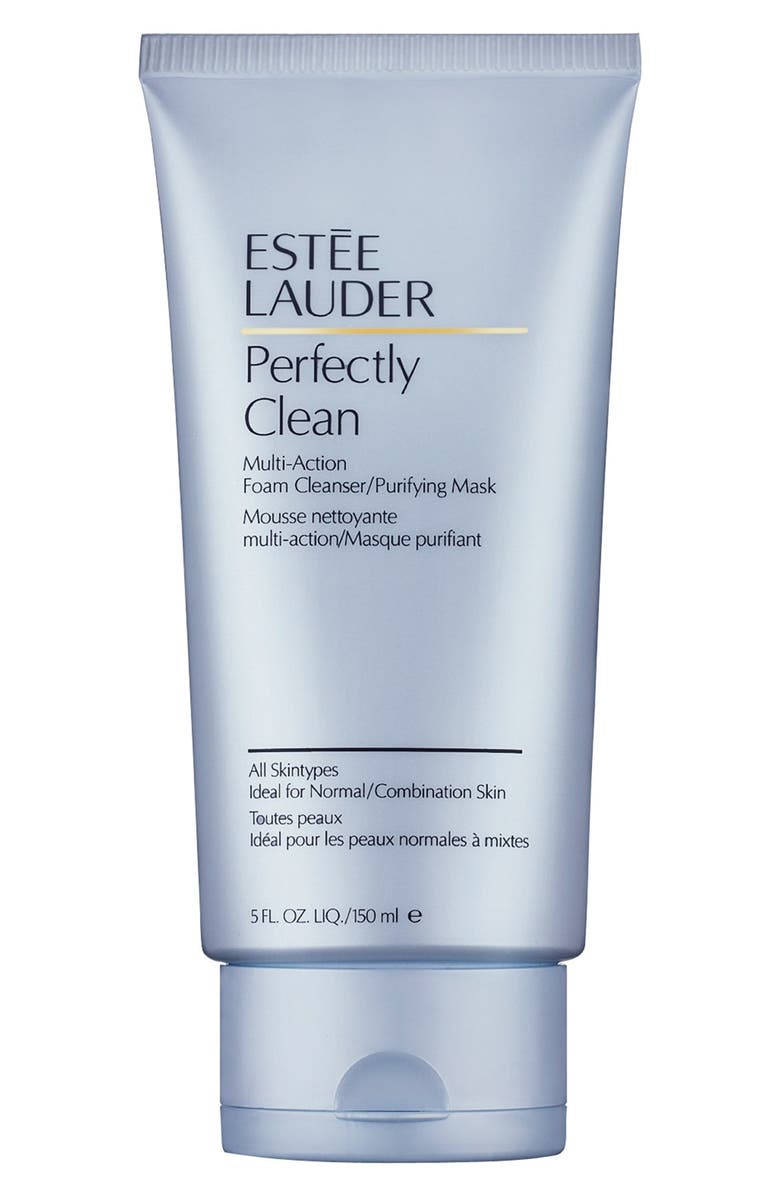 ESTĒE
LAUDER
Perfectly
Clean
Multi-Action
Foam Cleanser/Purifying Mask
Mousse nettoyante
multi-action/Masque purifiant
All Skintypes
Ideal for Normal/Combination Skin
Toutes peaux
Idéal pour les peaux normales à mixtes
5 FL. OZ. LIQ./150 ml ℮